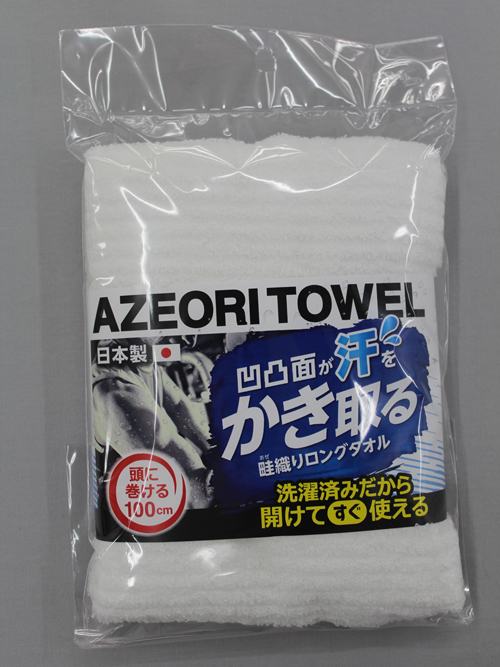 AZEORI TOWEL
日本製
凹凸面が汗を
かき取る
あぜ
畦織りロングタオル
頭に
巻ける
100cm
洗濯済みだから
開けてすぐ使える